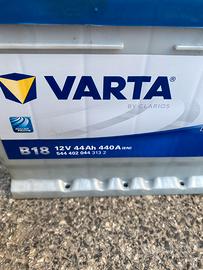 VARTA
BY CLARIOS
B18 12V 44Ah 440A (EN)
544 402 044 313 2